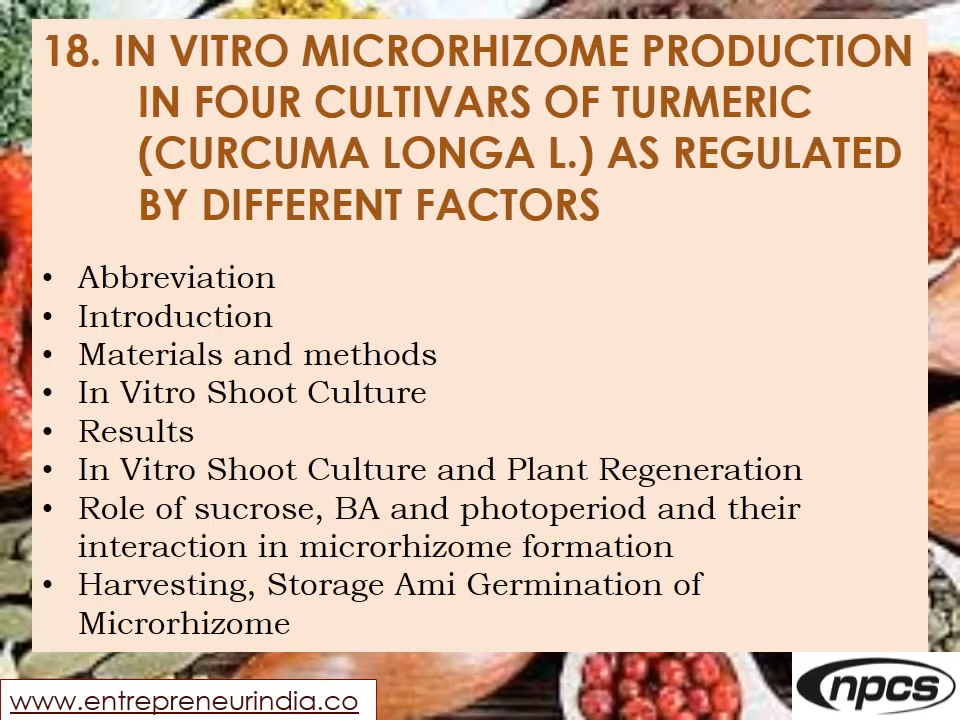 18. IN VITRO MICRORHIZOME PRODUCTION
IN FOUR CULTIVARS OF TURMERIC
(CURCUMA LONGA L.) AS REGULATED
BY DIFFERENT FACTORS
• Abbreviation
• Introduction
• Materials and methods
• In Vitro Shoot Culture
• Results
• In Vitro Shoot Culture and Plant Regeneration
• Role of sucrose, BA and photoperiod and their
interaction in microrhizome formation
• Harvesting, Storage Ami Germination of
Microrhizome
www.entrepreneurindia.co
npcs